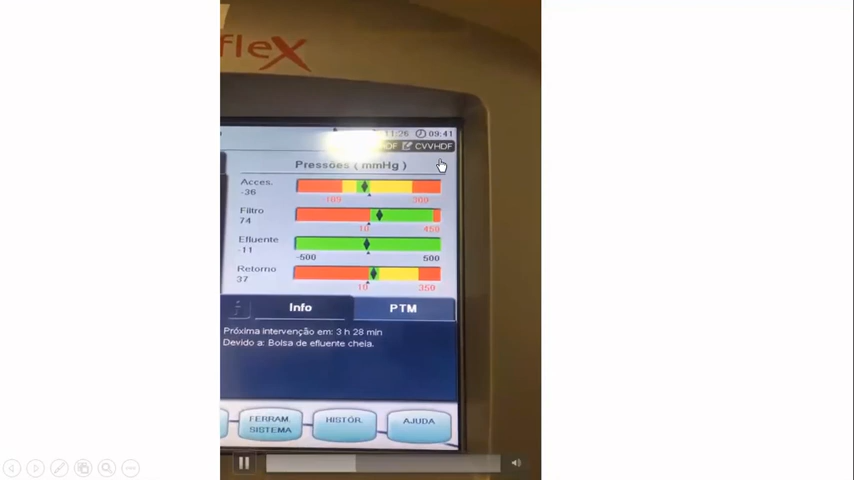 fleX
11:26 09:41
DF CVVHDF
Pressões ( mmHg )
Acces.
-36
-189 300
Filtro
74
10 450
Efluente
-11
-500 500
Retorno
37
10 350
i Info PTM
Próxima intervenção em: 3 h 28 min
Devido a: Bolsa de efluente cheia.
FERRAM.
SISTEMA
HISTÓR.
AJUDA